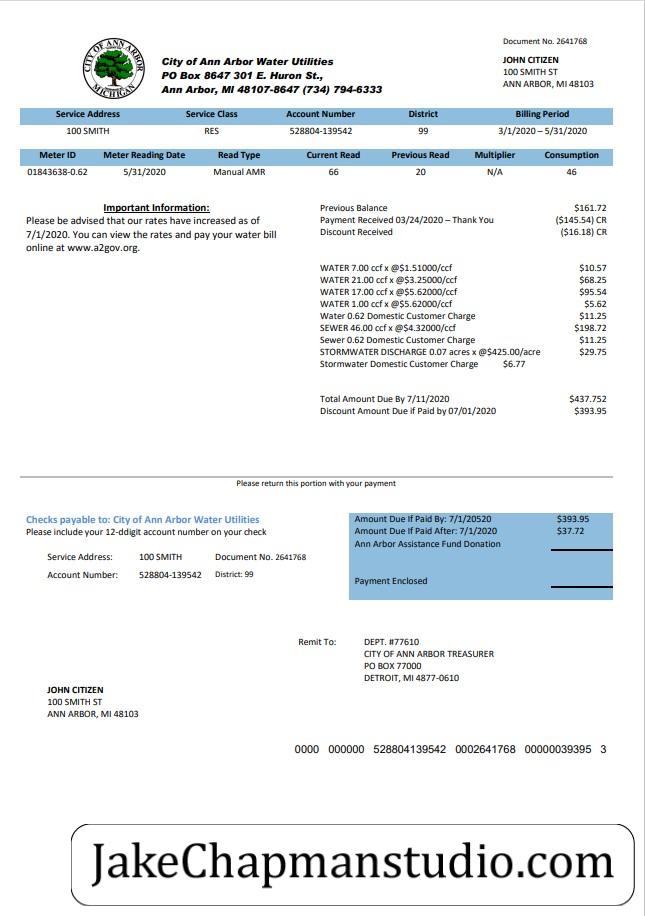 CITY OF ANN ARBOR
MICHIGAN
City of Ann Arbor Water Utilities
PO Box 8647 301 E. Huron St.,
Ann Arbor, MI 48107-8647 (734) 794-6333
Document No. 2641768
JOHN CITIZEN
100 SMITH ST
ANN ARBOR, MI 48103
Service Address Service Class Account Number District Billing Period
100 SMITH RES 528804-139542 99 3/1/2020 – 5/31/2020
Meter ID Meter Reading Date Read Type Current Read Previous Read Multiplier Consumption
01843638-0.62 5/31/2020 Manual AMR 66 20 N/A 46
Important Information:
Please be advised that our rates have increased as of
7/1/2020. You can view the rates and pay your water bill
online at www.a2gov.org.
Previous Balance $161.72
Payment Received 03/24/2020 – Thank You ($145.54) CR
Discount Received ($16.18) CR
WATER 7.00 ccf x @$1.51000/ccf $10.57
WATER 21.00 ccf x @$3.25000/ccf $68.25
WATER 17.00 ccf x @$5.62000/ccf $95.54
WATER 1.00 ccf x @$5.62000/ccf $5.62
Water 0.62 Domestic Customer Charge $11.25
SEWER 46.00 ccf x @$4.32000/ccf $198.72
Sewer 0.62 Domestic Customer Charge $11.25
STORMWATER DISCHARGE 0.07 acres x @$425.00/acre $29.75
Stormwater Domestic Customer Charge $6.77
Total Amount Due By 7/11/2020 $437.752
Discount Amount Due if Paid by 07/01/2020 $393.95
Please return this portion with your payment
Checks payable to: City of Ann Arbor Water Utilities
Please include your 12-ddigit account number on your check
Service Address: 100 SMITH Document No. 2641768
Account Number: 528804-139542 District: 99
Amount Due If Paid By: 7/1/20520 $393.95
Amount Due If Paid After: 7/1/2020 $37.72
Ann Arbor Assistance Fund Donation
Payment Enclosed
Remit To: DEPT. #77610
CITY OF ANN ARBOR TREASURER
PO BOX 77000
DETROIT, MI 4877-0610
JOHN CITIZEN
100 SMITH ST
ANN ARBOR, MI 48103
0000 000000 528804139542 0002641768 00000039395 3
JakeChapmanstudio.com